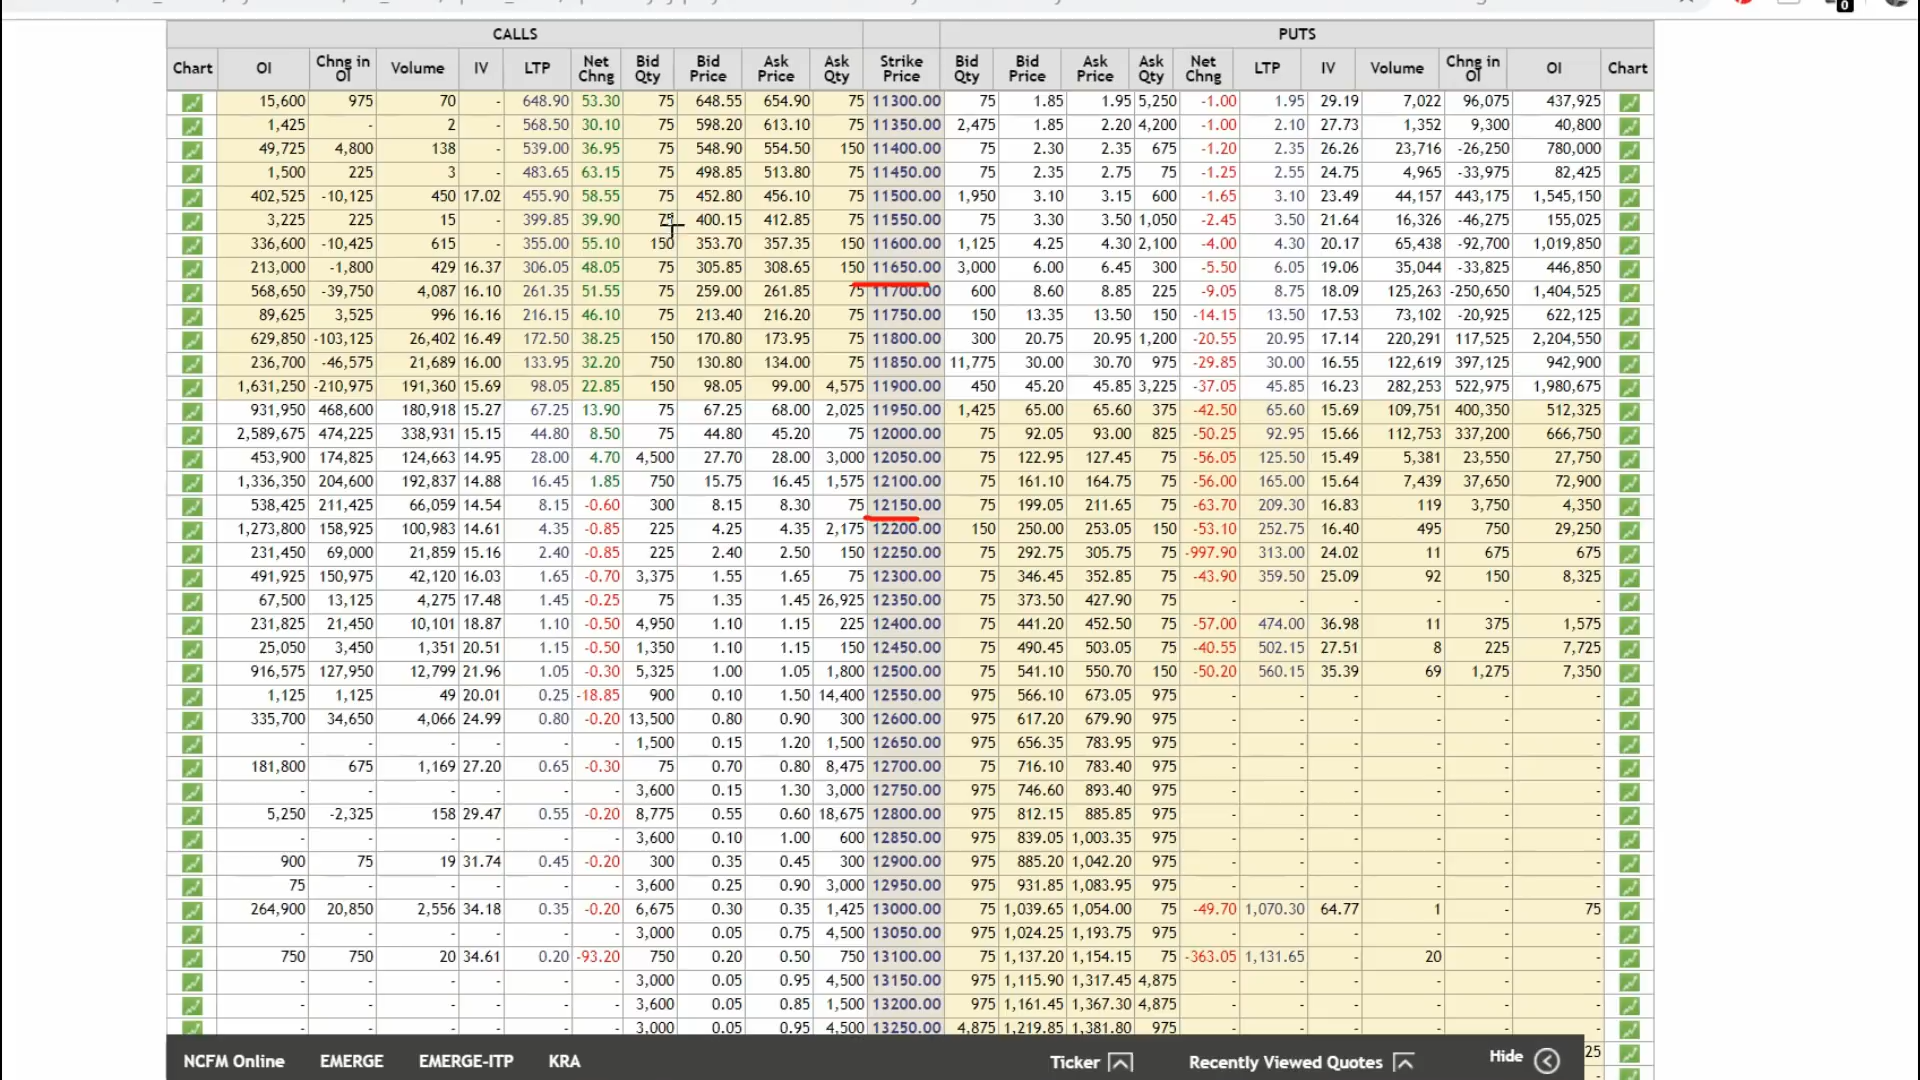 0
CALLS PUTS
Chart OI Chng in OI Volume IV LTP Net Chng Bid Qty Bid Price Ask Price Ask Qty Strike Price Bid Qty Bid Price Ask Price Ask Qty Net Chng LTP IV Volume Chng in OI OI Chart
15,600 975 70 - 648.90 53.30 75 648.55 654.90 75 11300.00 75 1.85 1.95 5,250 -1.00 1.95 29.19 7,022 96,075 437,925
1,425 - 2 - 568.50 30.10 75 598.20 613.10 75 11350.00 2,475 1.85 2.20 4,200 -1.00 2.10 27.73 1,352 9,300 40,800
49,725 4,800 138 - 539.00 36.95 75 548.90 554.50 150 11400.00 75 2.30 2.35 675 -1.20 2.35 26.26 23,716 -26,250 780,000
1,500 225 3 - 483.65 63.15 75 498.85 513.80 75 11450.00 75 2.35 2.75 75 -1.25 2.55 24.75 4,965 -33,975 82,425
402,525 -10,125 450 17.02 455.90 58.55 75 452.80 456.10 75 11500.00 1,950 3.10 3.15 600 -1.65 3.10 23.49 44,157 443,175 1,545,150
3,225 225 15 - 399.85 39.90 75 400.15 412.85 75 11550.00 75 3.30 3.50 1,050 -2.45 3.50 21.64 16,326 -46,275 155,025
336,600 -10,425 615 - 355.00 55.10 150 353.70 357.35 150 11600.00 1,125 4.25 4.30 2,100 -4.00 4.30 20.17 65,438 -92,700 1,019,850
213,000 -1,800 429 16.37 306.05 48.05 75 305.85 308.65 150 11650.00 3,000 6.00 6.45 300 -5.50 6.05 19.06 35,044 -33,825 446,850
568,650 -39,750 4,087 16.10 261.35 51.55 75 259.00 261.85 75 11700.00 600 8.60 8.85 225 -9.05 8.75 18.09 125,263 -250,650 1,404,525
89,625 3,525 996 16.16 216.15 46.10 75 213.40 216.20 75 11750.00 150 13.35 13.50 150 -14.15 13.50 17.53 73,102 -20,925 622,125
629,850 -103,125 26,402 16.49 172.50 38.25 150 170.80 173.95 75 11800.00 300 20.75 20.95 1,200 -20.55 20.95 17.14 220,291 117,525 2,204,550
236,700 -46,575 21,689 16.00 133.95 32.20 750 130.80 134.00 75 11850.00 11,775 30.00 30.70 975 -29.85 30.00 16.55 122,619 397,125 942,900
1,631,250 -210,975 191,360 15.69 98.05 22.85 150 98.05 99.00 4,575 11900.00 450 45.20 45.85 3,225 -37.05 45.85 16.23 282,253 522,975 1,980,675
931,950 468,600 180,918 15.27 67.25 13.90 75 67.25 68.00 2,025 11950.00 1,425 65.00 65.60 375 -42.50 65.60 15.69 109,751 400,350 512,325
2,589,675 474,225 338,931 15.15 44.80 8.50 75 44.80 45.20 75 12000.00 75 92.05 93.00 825 -50.25 92.95 15.66 112,753 337,200 666,750
453,900 174,825 124,663 14.95 28.00 4.70 4,500 27.70 28.00 3,000 12050.00 75 122.95 127.45 75 -56.05 125.50 15.49 5,381 23,550 27,750
1,336,350 204,600 192,837 14.88 16.45 1.85 750 15.75 16.45 1,575 12100.00 75 161.10 164.75 75 -56.00 165.00 15.64 7,439 37,650 72,900
538,425 211,425 66,059 14.54 8.15 -0.60 300 8.15 8.30 75 12150.00 75 199.05 211.65 75 -63.70 209.30 16.83 119 3,750 4,350
1,273,800 158,925 100,983 14.61 4.35 -0.85 225 4.25 4.35 2,175 12200.00 150 250.00 253.05 150 -53.10 252.75 16.40 495 750 29,250
231,450 69,000 21,859 15.16 2.40 -0.85 225 2.40 2.50 150 12250.00 75 292.75 305.75 75 -997.90 313.00 24.02 11 675 675
491,925 150,975 42,120 16.03 1.65 -0.70 3,375 1.55 1.65 75 12300.00 75 346.45 352.85 75 -43.90 359.50 25.09 92 150 8,325
67,500 13,125 4,275 17.48 1.45 -0.25 75 1.35 1.45 26,925 12350.00 75 373.50 427.90 75 - - - - - -
231,825 21,450 10,101 18.87 1.10 -0.50 4,950 1.10 1.15 225 12400.00 75 441.20 452.50 75 -57.00 474.00 36.98 11 375 1,575
25,050 3,450 1,351 20.51 1.15 -0.50 1,350 1.10 1.15 150 12450.00 75 490.45 503.05 75 -40.55 502.15 27.51 8 225 7,725
916,575 127,950 12,799 21.96 1.05 -0.30 5,325 1.00 1.05 1,800 12500.00 75 541.10 550.70 150 -50.20 560.15 35.39 69 1,275 7,350
1,125 1,125 49 20.01 0.25 -18.85 900 0.10 1.50 14,400 12550.00 975 566.10 673.05 975 - - - - - -
335,700 34,650 4,066 24.99 0.80 -0.20 13,500 0.80 0.90 300 12600.00 975 617.20 679.90 975 - - - - - -
- - - - - - 1,500 0.15 1.20 1,500 12650.00 975 656.35 783.95 975 - - - - - -
181,800 675 1,169 27.20 0.65 -0.30 75 0.70 0.80 8,475 12700.00 75 716.10 783.40 975 - - - - - -
- - - - - - 3,600 0.15 1.30 3,000 12750.00 975 746.60 893.40 975 - - - - - -
5,250 -2,325 158 29.47 0.55 -0.20 8,775 0.55 0.60 18,675 12800.00 975 812.15 885.85 975 - - - - - -
- - - - - - 3,600 0.10 1.00 600 12850.00 975 839.05 1,003.35 975 - - - - - -
900 75 19 31.74 0.45 -0.20 300 0.35 0.45 300 12900.00 975 885.20 1,042.20 975 - - - - - -
75 - - - - - 3,600 0.25 0.90 3,000 12950.00 975 931.85 1,083.95 975 - - - - - -
264,900 20,850 2,556 34.18 0.35 -0.20 6,675 0.30 0.35 1,425 13000.00 75 1,039.65 1,054.00 75 -49.70 1,070.30 64.77 1 - 75
- - - - - - 3,000 0.05 0.75 4,500 13050.00 975 1,024.25 1,193.75 975 - - - - - -
750 750 20 34.61 0.20 -93.20 750 0.20 0.50 750 13100.00 75 1,137.20 1,154.15 75 -363.05 1,131.65 - 20 - -
- - - - - - 3,000 0.05 0.95 4,500 13150.00 975 1,115.90 1,317.45 4,875 - - - - - -
- - - - - - 3,600 0.05 0.85 1,500 13200.00 975 1,161.45 1,367.30 4,875 - - - - - -
- - - - - - 3,000 0.05 0.95 4,500 13250.00 4,875 1,219.85 1,381.80 975 - - - - - -
25
NCFM Online EMERGE EMERGE-ITP KRA Ticker Recently Viewed Quotes Hide